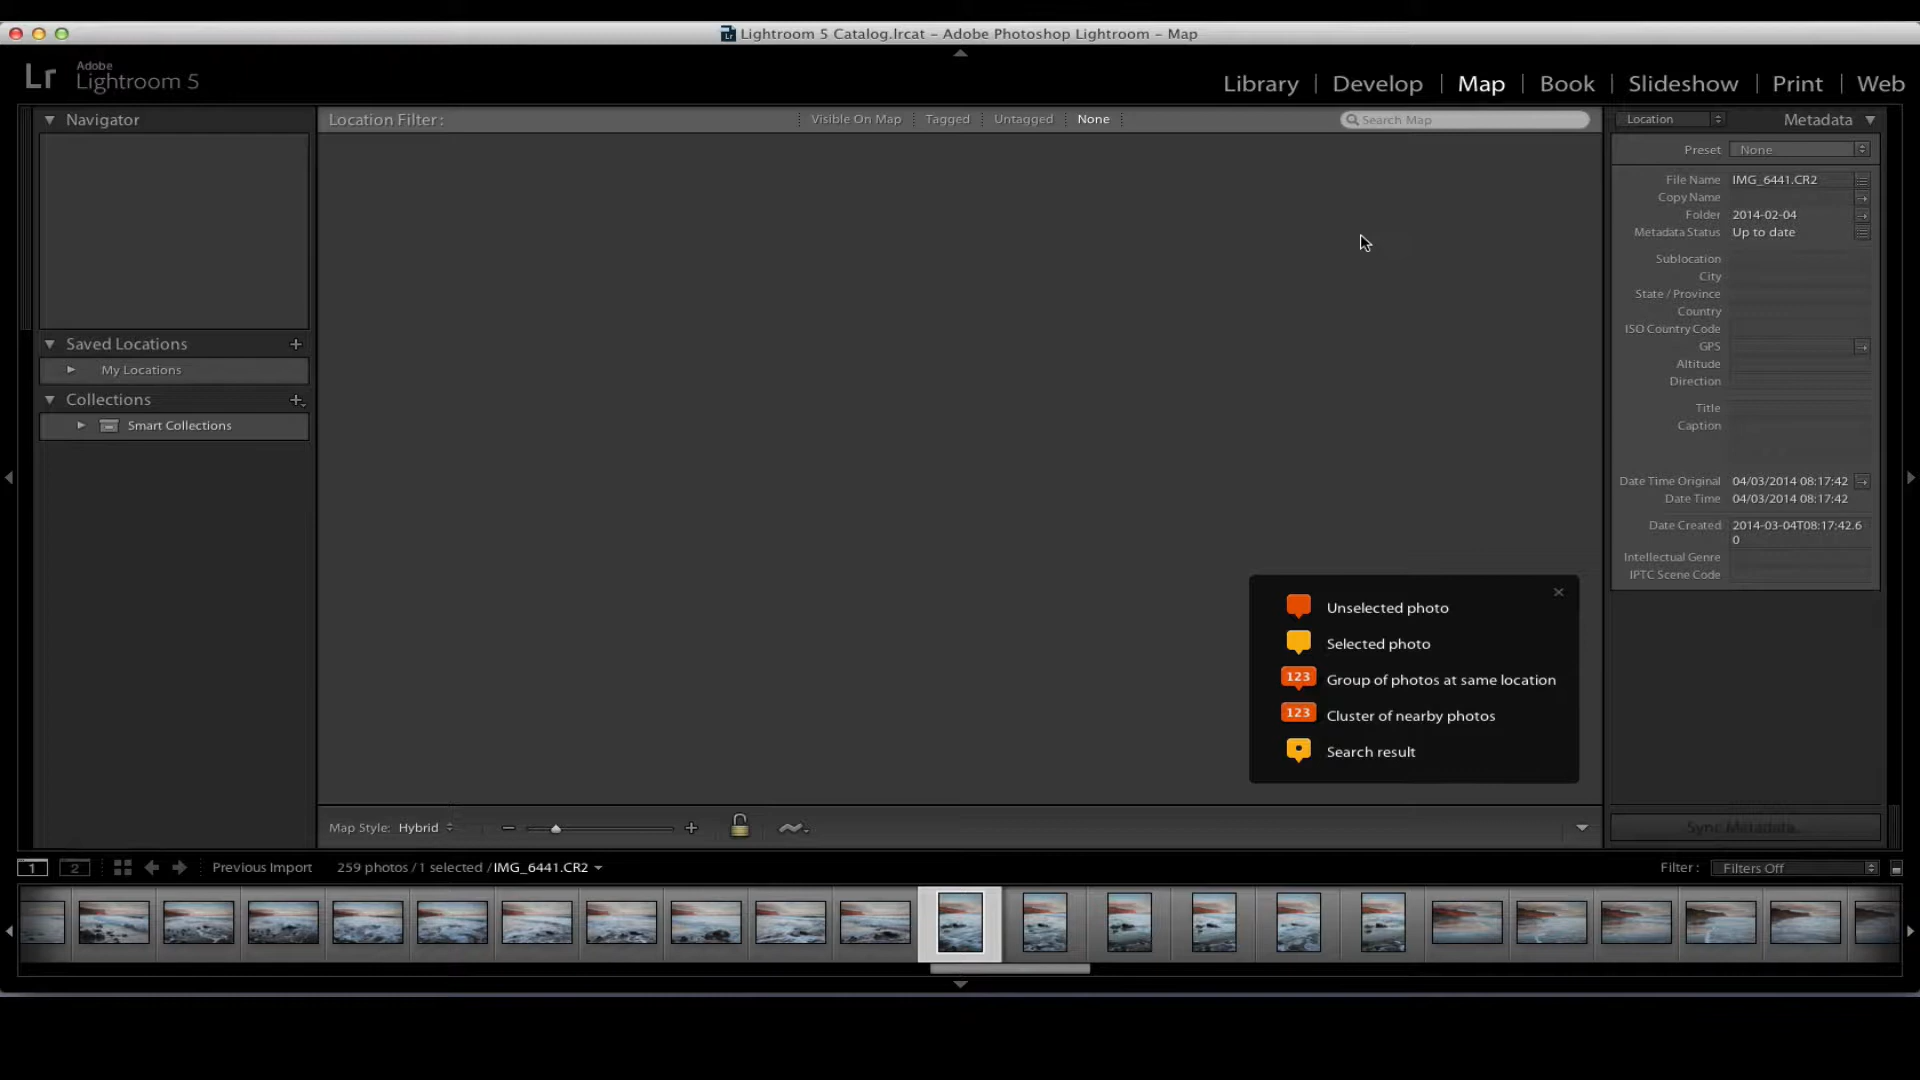 Lightroom 5 Catalog.lrcat – Adobe Photoshop Lightroom – Map
Lr
Adobe
Lightroom 5
Library | Develop | Map | Book | Slideshow | Print | Web
Navigator
Location Filter :
Visible On Map
Tagged
Untagged
None
Search Map
Location
Metadata
Preset None
File Name IMG_6441.CR2
Copy Name
Folder 2014-02-04
Metadata Status Up to date
Sublocation
City
State / Province
Country
ISO Country Code
GPS
Altitude
Direction
Title
Caption
Date Time Original 04/03/2014 08:17:42
Date Time 04/03/2014 08:17:42
Date Created 2014-03-04T08:17:42.6
0
Intellectual Genre
IPTC Scene Code
Saved Locations
My Locations
Collections
Smart Collections
Unselected photo
Selected photo
123 Group of photos at same location
123 Cluster of nearby photos
Search result
Map Style: Hybrid
Sync Metadata
1
2
Previous Import
259 photos / 1 selected / IMG_6441.CR2
Filter :
Filters Off